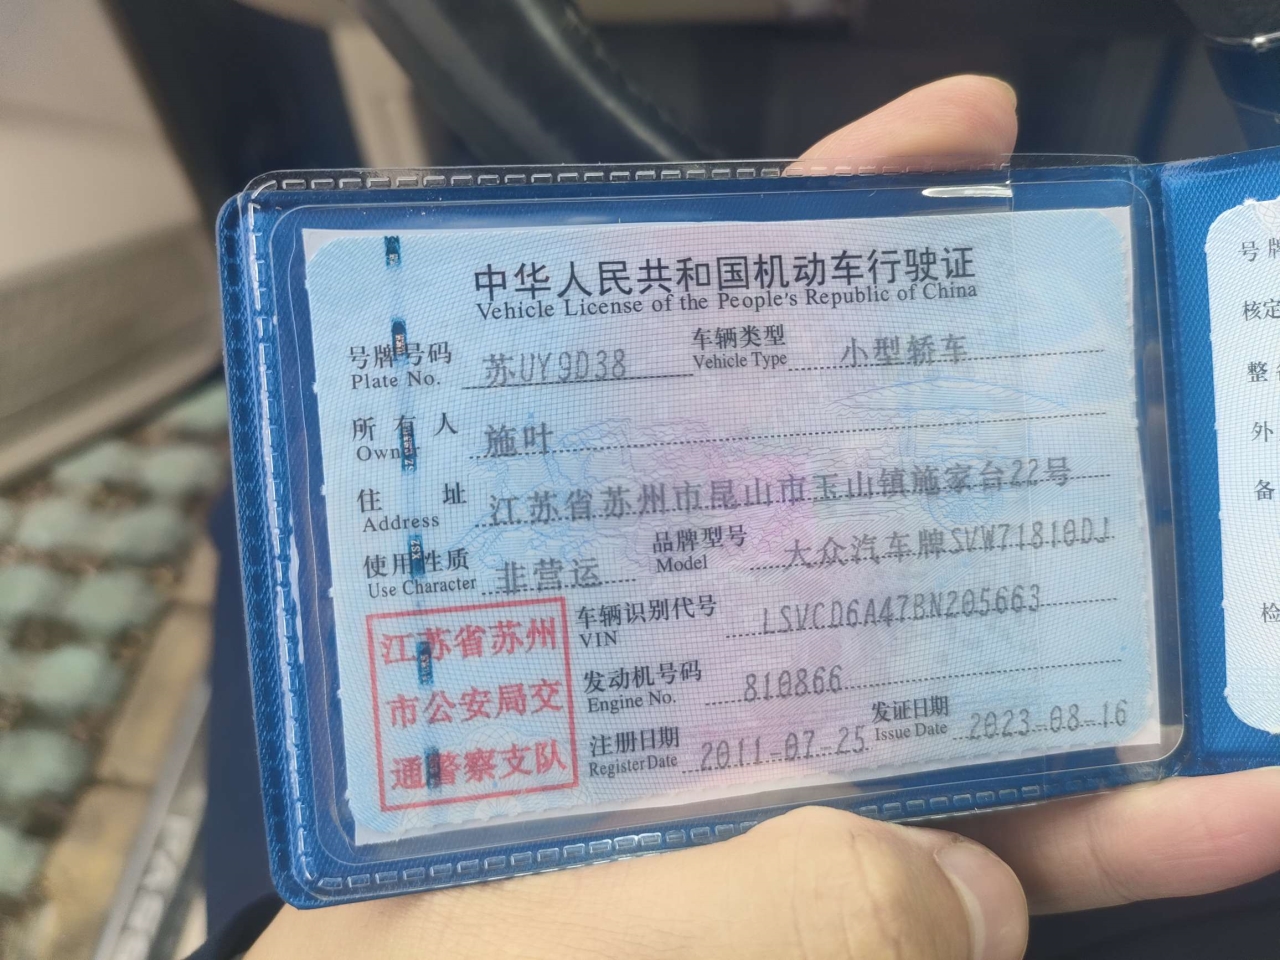 中华人民共和国机动车行驶证
Vehicle License of the People's Republic of China
号牌号码 苏UY9D38 车辆类型 小型轿车
Plate No. Vehicle Type
所有人 施叶
Owner
住址 江苏省苏州市昆山市玉山镇施家台22号
Address
使用性质 非营运 品牌型号 大众汽车牌SVW71810DJ
Use Character Model
江苏省苏州
市公安局交
通警察支队
车辆识别代号 LSVCD6A47BN205663
VIN
发动机号码 810866
Engine No.
注册日期 2011-07-25 发证日期 2023-08-16
Register Date Issue Date
号牌
核定
整备
外
备
检